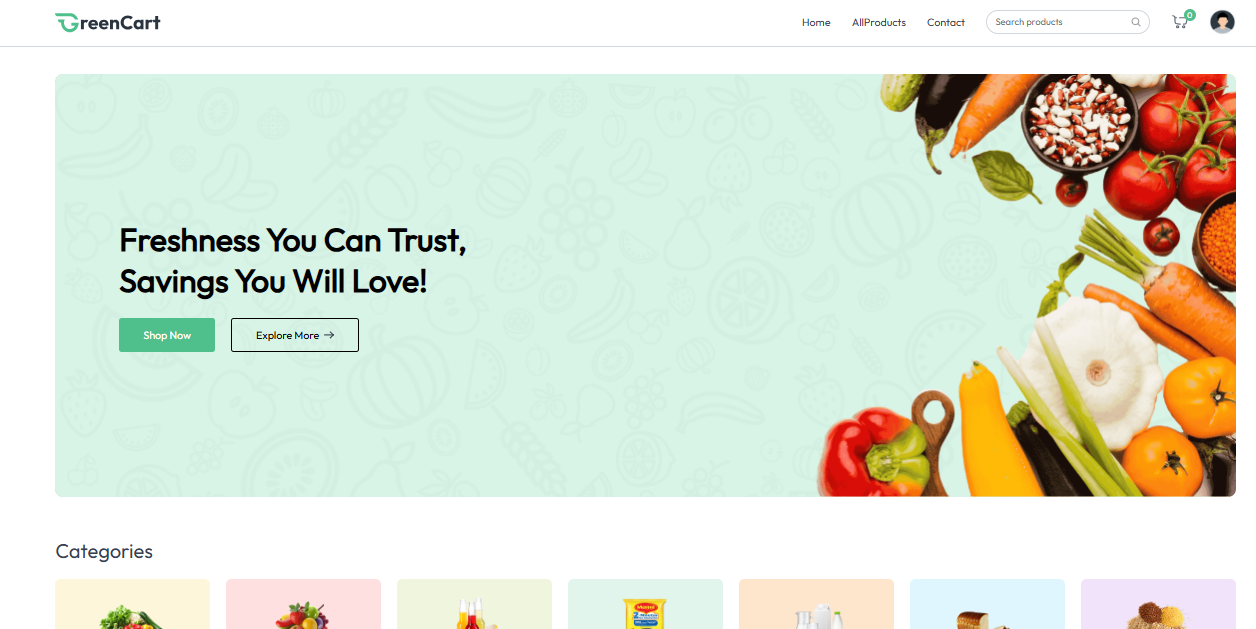 GreenCart
Home
AllProducts
Contact
Search products
0
Freshness You Can Trust,
Savings You Will Love!
Shop Now
Explore More →
Categories
Maggi